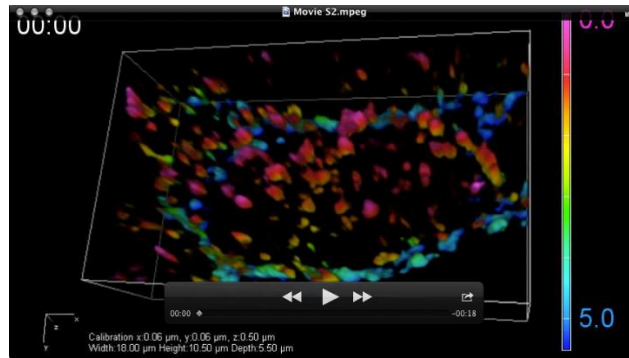 Movie S2.mpeg
00:00
0.0
5.0
00:00
-00:18
z
Y
Calibration x:0.06 µm, y:0.06 µm, z:0.50 µm
Width:18.00 µm Height:10.50 µm Depth:5.50 µm